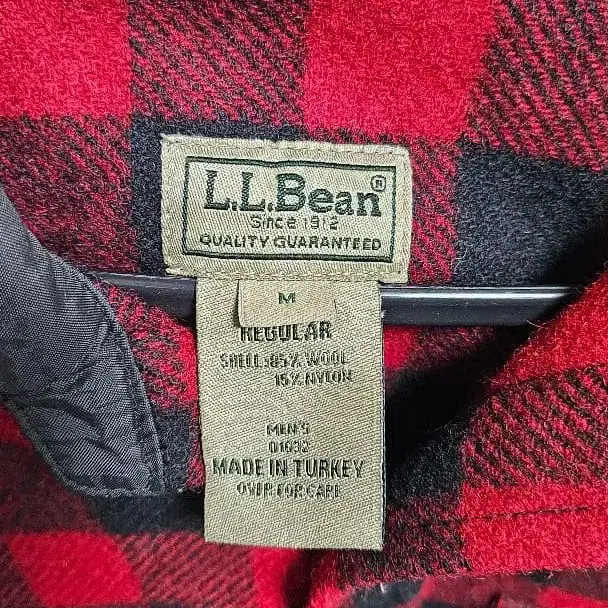 L.L.Bean®
Since 1912
QUALITY GUARANTEED
M
REGULAR
SHELL:85% WOOL
15% NYLON
MEN'S
MADE IN TURKEY
OVER FOR CARE